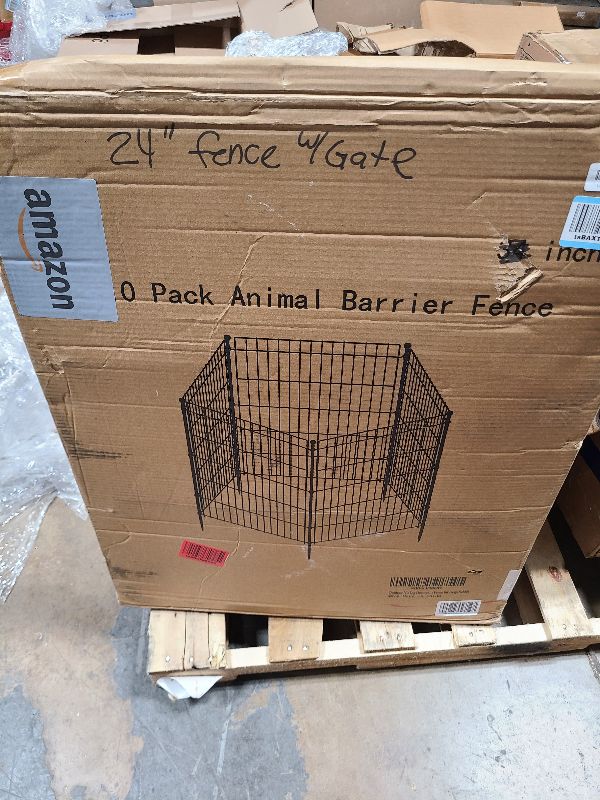 24" fence w/Gate
amazon
inch
0 Pack Animal Barrier Fence